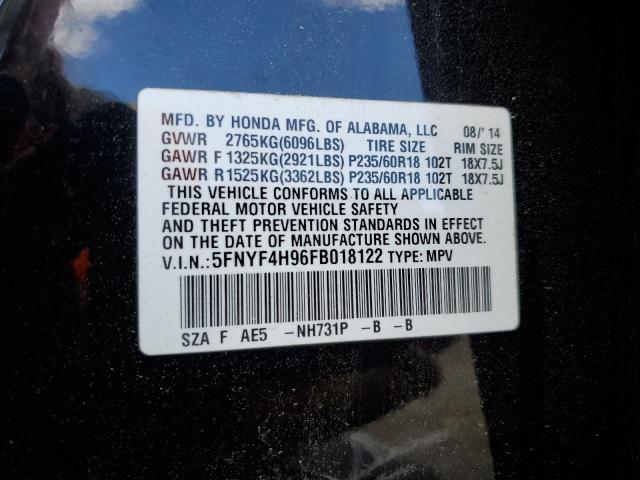 MFD. BY HONDA MFG. OF ALABAMA, LLC 08/'14
GVWR 2765KG(6096LBS) TIRE SIZE RIM SIZE
GAWR F 1325KG(2921LBS) P235/60R18 102T 18X7.5J
GAWR R1525KG(3362LBS) P235/60R18 102T 18X7.5J
THIS VEHICLE CONFORMS TO ALL APPLICABLE
FEDERAL MOTOR VEHICLE SAFETY
AND THEFT PREVENTION STANDARDS IN EFFECT
ON THE DATE OF MANUFACTURE SHOWN ABOVE.
V.I.N.:5FNYF4H96FB018122 TYPE: MPV
SZA F AE5 -NH731P -B -B